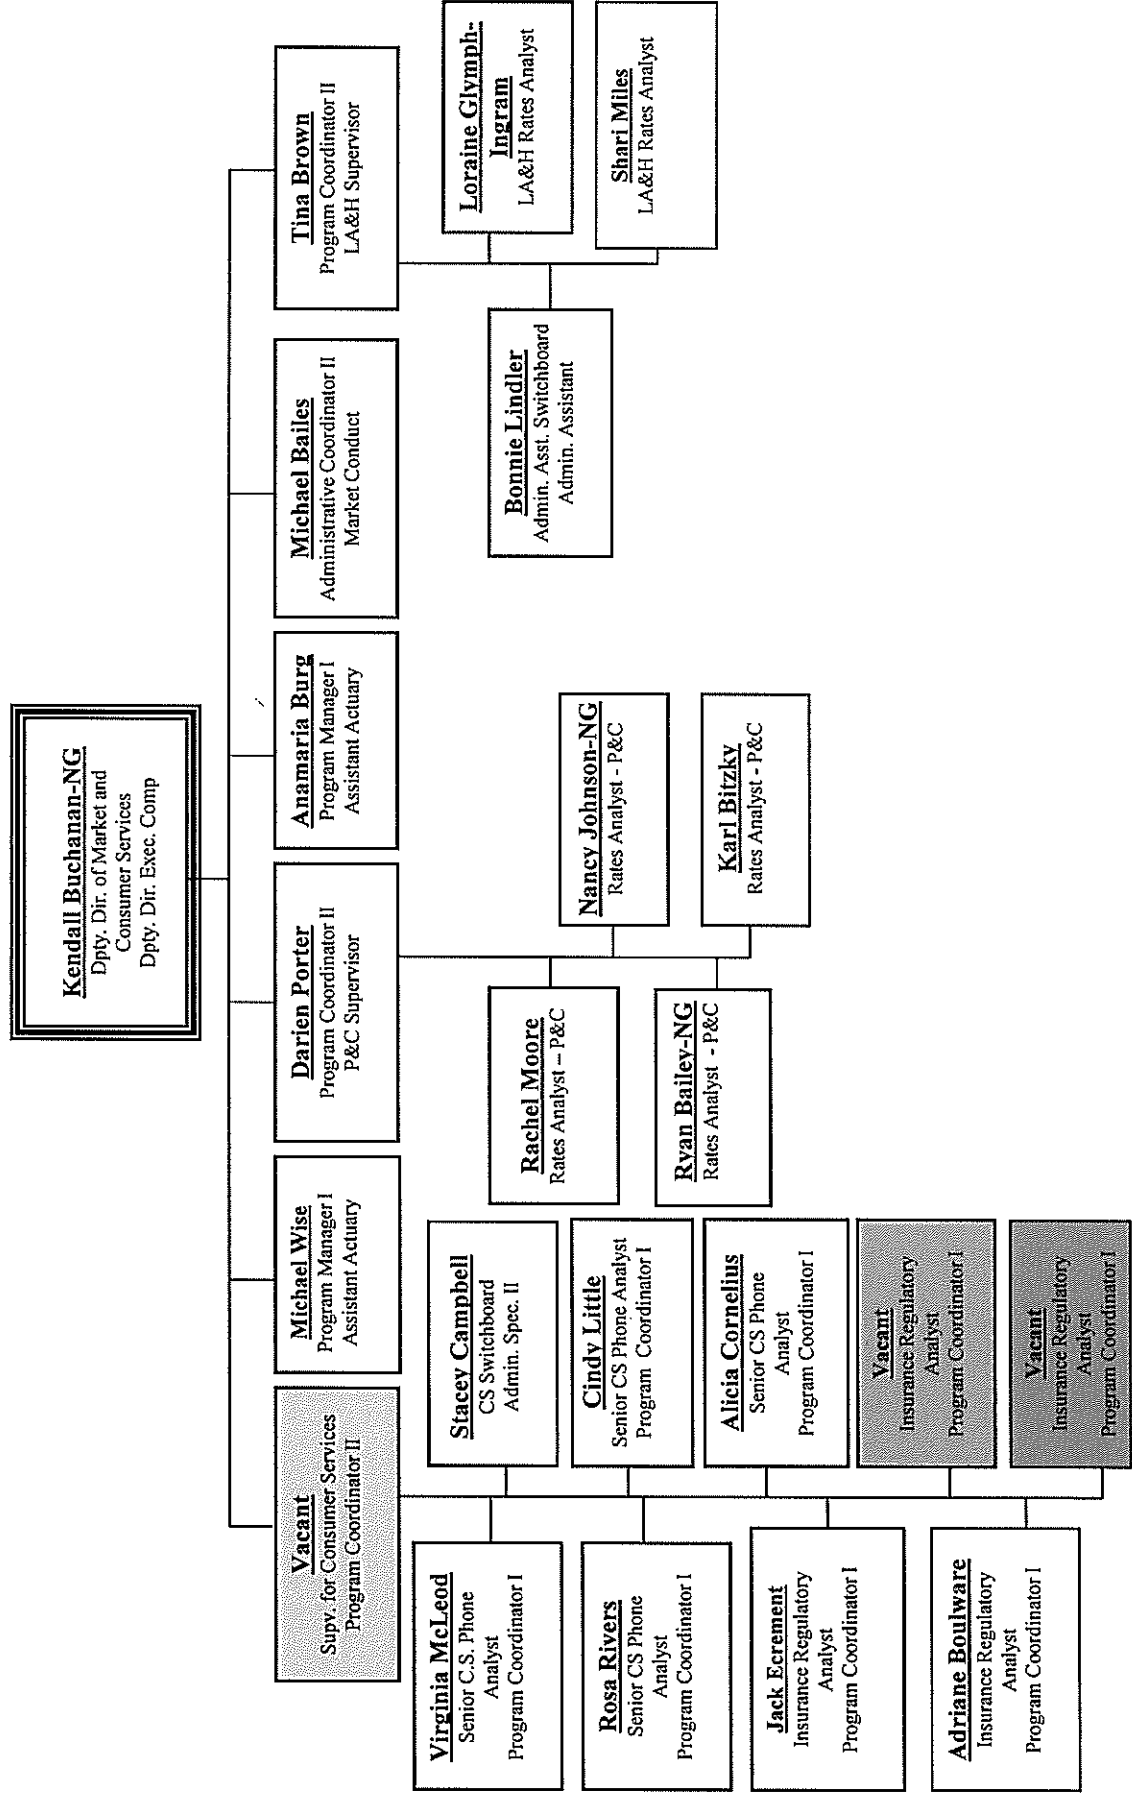 Kendall Buchanan-NG
Dpty. Dir. of Market and
Consumer Services
Dpty. Dir. Exec. Comp
Vacant
Supv. for Consumer Services
Program Coordinator II
Michael Wise
Program Manager I
Assistant Actuary
Darien Porter
Program Coordinator II
P&C Supervisor
Anamaria Burg
Program Manager I
Assistant Actuary
Michael Bailes
Administrative Coordinator II
Market Conduct
Tina Brown
Program Coordinator II
LA&H Supervisor
Virginia McLeod
Senior C.S. Phone
Analyst
Program Coordinator I
Stacey Campbell
CS Switchboard
Admin. Spec. II
Rosa Rivers
Senior CS Phone
Analyst
Program Coordinator I
Cindy Little
Senior CS Phone Analyst
Program Coordinator I
Jack Ecrement
Insurance Regulatory
Analyst
Program Coordinator I
Alicia Cornelius
Senior CS Phone
Analyst
Program Coordinator I
Adriane Boulware
Insurance Regulatory
Analyst
Program Coordinator I
Vacant
Insurance Regulatory
Analyst
Program Coordinator I
Vacant
Insurance Regulatory
Analyst
Program Coordinator I
Rachel Moore
Rates Analyst – P&C
Nancy Johnson-NG
Rates Analyst - P&C
Ryan Bailey-NG
Rates Analyst - P&C
Karl Bitzky
Rates Analyst - P&C
Bonnie Lindler
Admin. Asst. Switchboard
Admin. Assistant
Loraine Glymph-
Ingram
LA&H Rates Analyst
Shari Miles
LA&H Rates Analyst